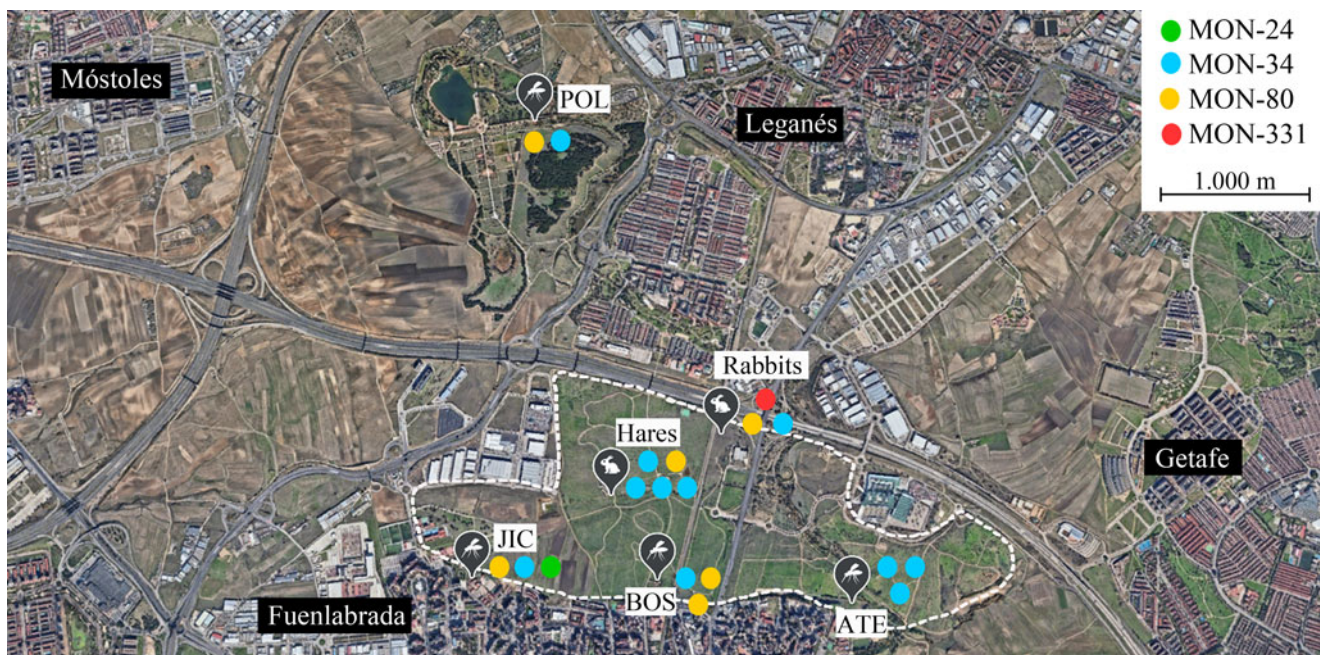 MON-24
MON-34
MON-80
MON-331
1.000 m
Móstoles
POL
Leganés
Rabbits
Hares
Getafe
JIC
BOS
Fuenlabrada
ATE